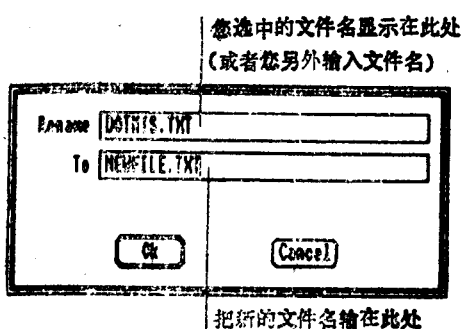 您选中的文件名显示在此处
(或者您另外输入文件名)
Rename
To NEWFILE.TXT
Ok Cancel
把新的文件名输在此处